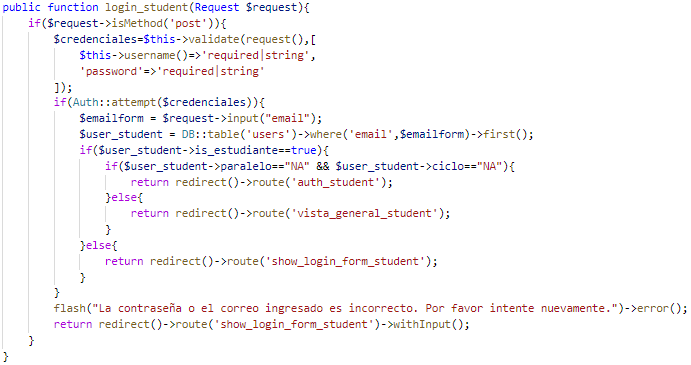 public function login_student(Request $request){
    if($request->isMethod('post')){
        $credenciales=$this->validate(request(),[
            $this->username()=>'required|string',
            'password'=>'required|string'
        ]);
        if(Auth::attempt($credenciales)){
            $emailform = $request->input("email");
            $user_student = DB::table('users')->where('email',$emailform)->first();
            if($user_student->is_estudiante==true){
                if($user_student->paralelo=="NA" && $user_student->ciclo=="NA"){
                    return redirect()->route('auth_student');
                }else{
                    return redirect()->route('vista_general_student');
                }
            }else{
                return redirect()->route('show_login_form_student');
            }
        }
        flash("La contraseña o el correo ingresado es incorrecto. Por favor intente nuevamente.")->error();
        return redirect()->route('show_login_form_student')->withInput();
    }
}